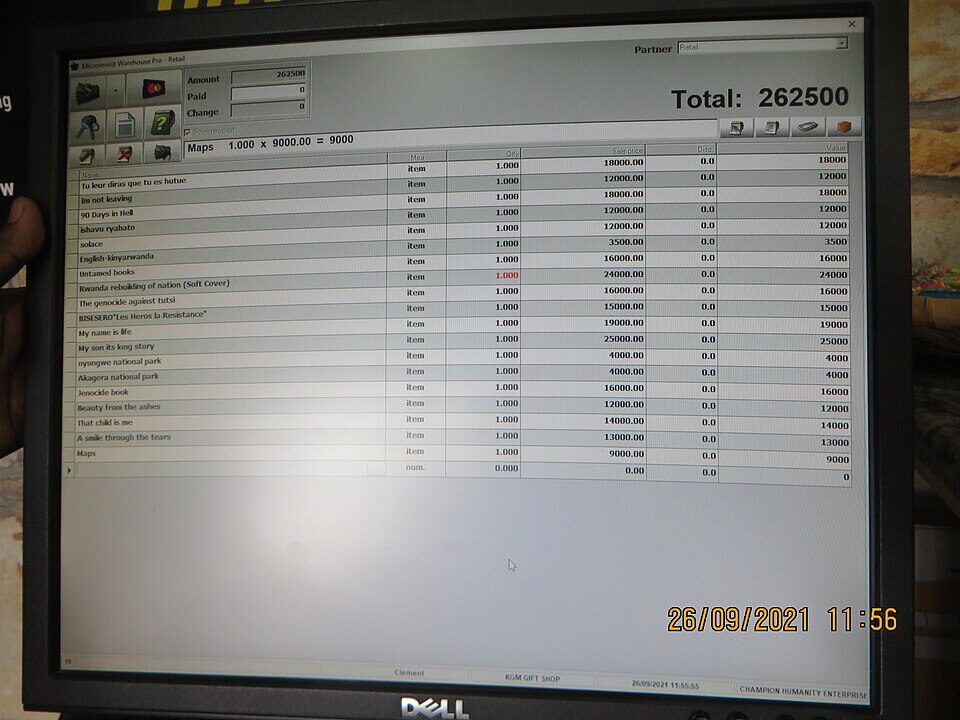 Microinvest Warehouse Pro - Retail
Partner Retail
Amount 262500
Paid 0
Change 0
Total: 262500
Print receipt
Maps 1.000 x 9000.00 = 9000
Name Mea Qtty Sale price Disc. Value
Tu leur diras que tu es hutue item 1.000 18000.00 0.0 18000
Im not leaving item 1.000 12000.00 0.0 12000
90 Days in Hell item 1.000 18000.00 0.0 18000
ishavu ryabato item 1.000 12000.00 0.0 12000
solace item 1.000 12000.00 0.0 12000
English-kinyarwanda item 1.000 3500.00 0.0 3500
Untamed books item 1.000 16000.00 0.0 16000
Rwanda rebuilding of nation (Soft Cover) item 1.000 24000.00 0.0 24000
The genocide against tutsi item 1.000 16000.00 0.0 16000
BISESERO"Les Heros la Resistance" item 1.000 15000.00 0.0 15000
My name is life item 1.000 19000.00 0.0 19000
My son its long story item 1.000 25000.00 0.0 25000
nyungwe national park item 1.000 4000.00 0.0 4000
Akagera national park item 1.000 4000.00 0.0 4000
Jenocide book item 1.000 16000.00 0.0 16000
Beauty from the ashes item 1.000 12000.00 0.0 12000
That child is me item 1.000 14000.00 0.0 14000
A smile through the tears item 1.000 13000.00 0.0 13000
Maps item 1.000 9000.00 0.0 9000
num. 0.000 0.00 0.0 0
26/09/2021 11:56
19 Clement KGM GIFT SHOP 26/09/2021 11:55:55 CHAMPION HUMANITY ENTERPRISE
DELL